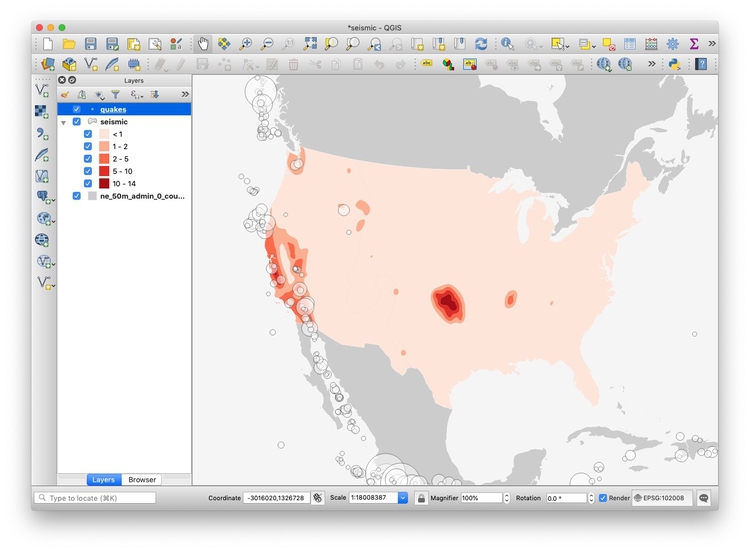 *seismic - QGIS
Layers
quakes
seismic
< 1
1 - 2
2 - 5
5 - 10
10 - 14
ne_50m_admin_0_cou...
Layers Browser
Type to locate (⌘K)
Coordinate -3016020,1326728 Scale 1:18008387 Magnifier 100% Rotation 0.0 ° Render EPSG:102008